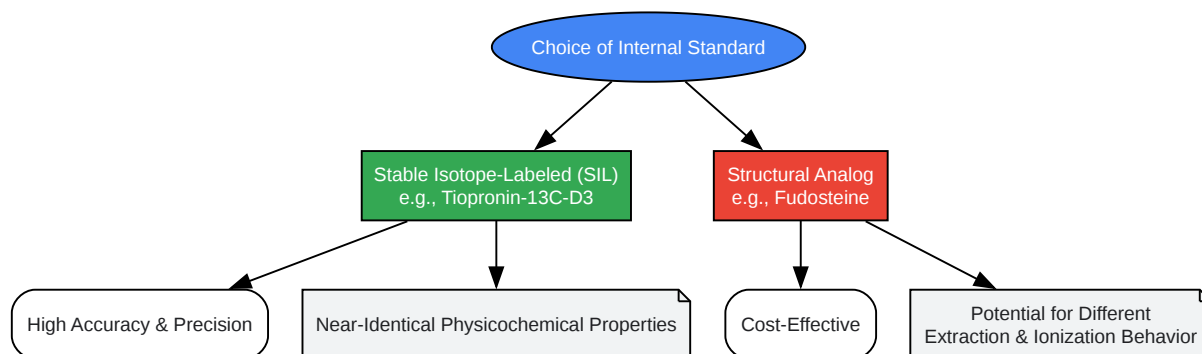 Choice of Internal Standard
Stable Isotope-Labeled (SIL)
e.g., Tiopronin-13C-D3
Structural Analog
e.g., Fudosteine
High Accuracy & Precision
Near-Identical Physicochemical Properties
Cost-Effective
Potential for Different
Extraction & Ionization Behavior